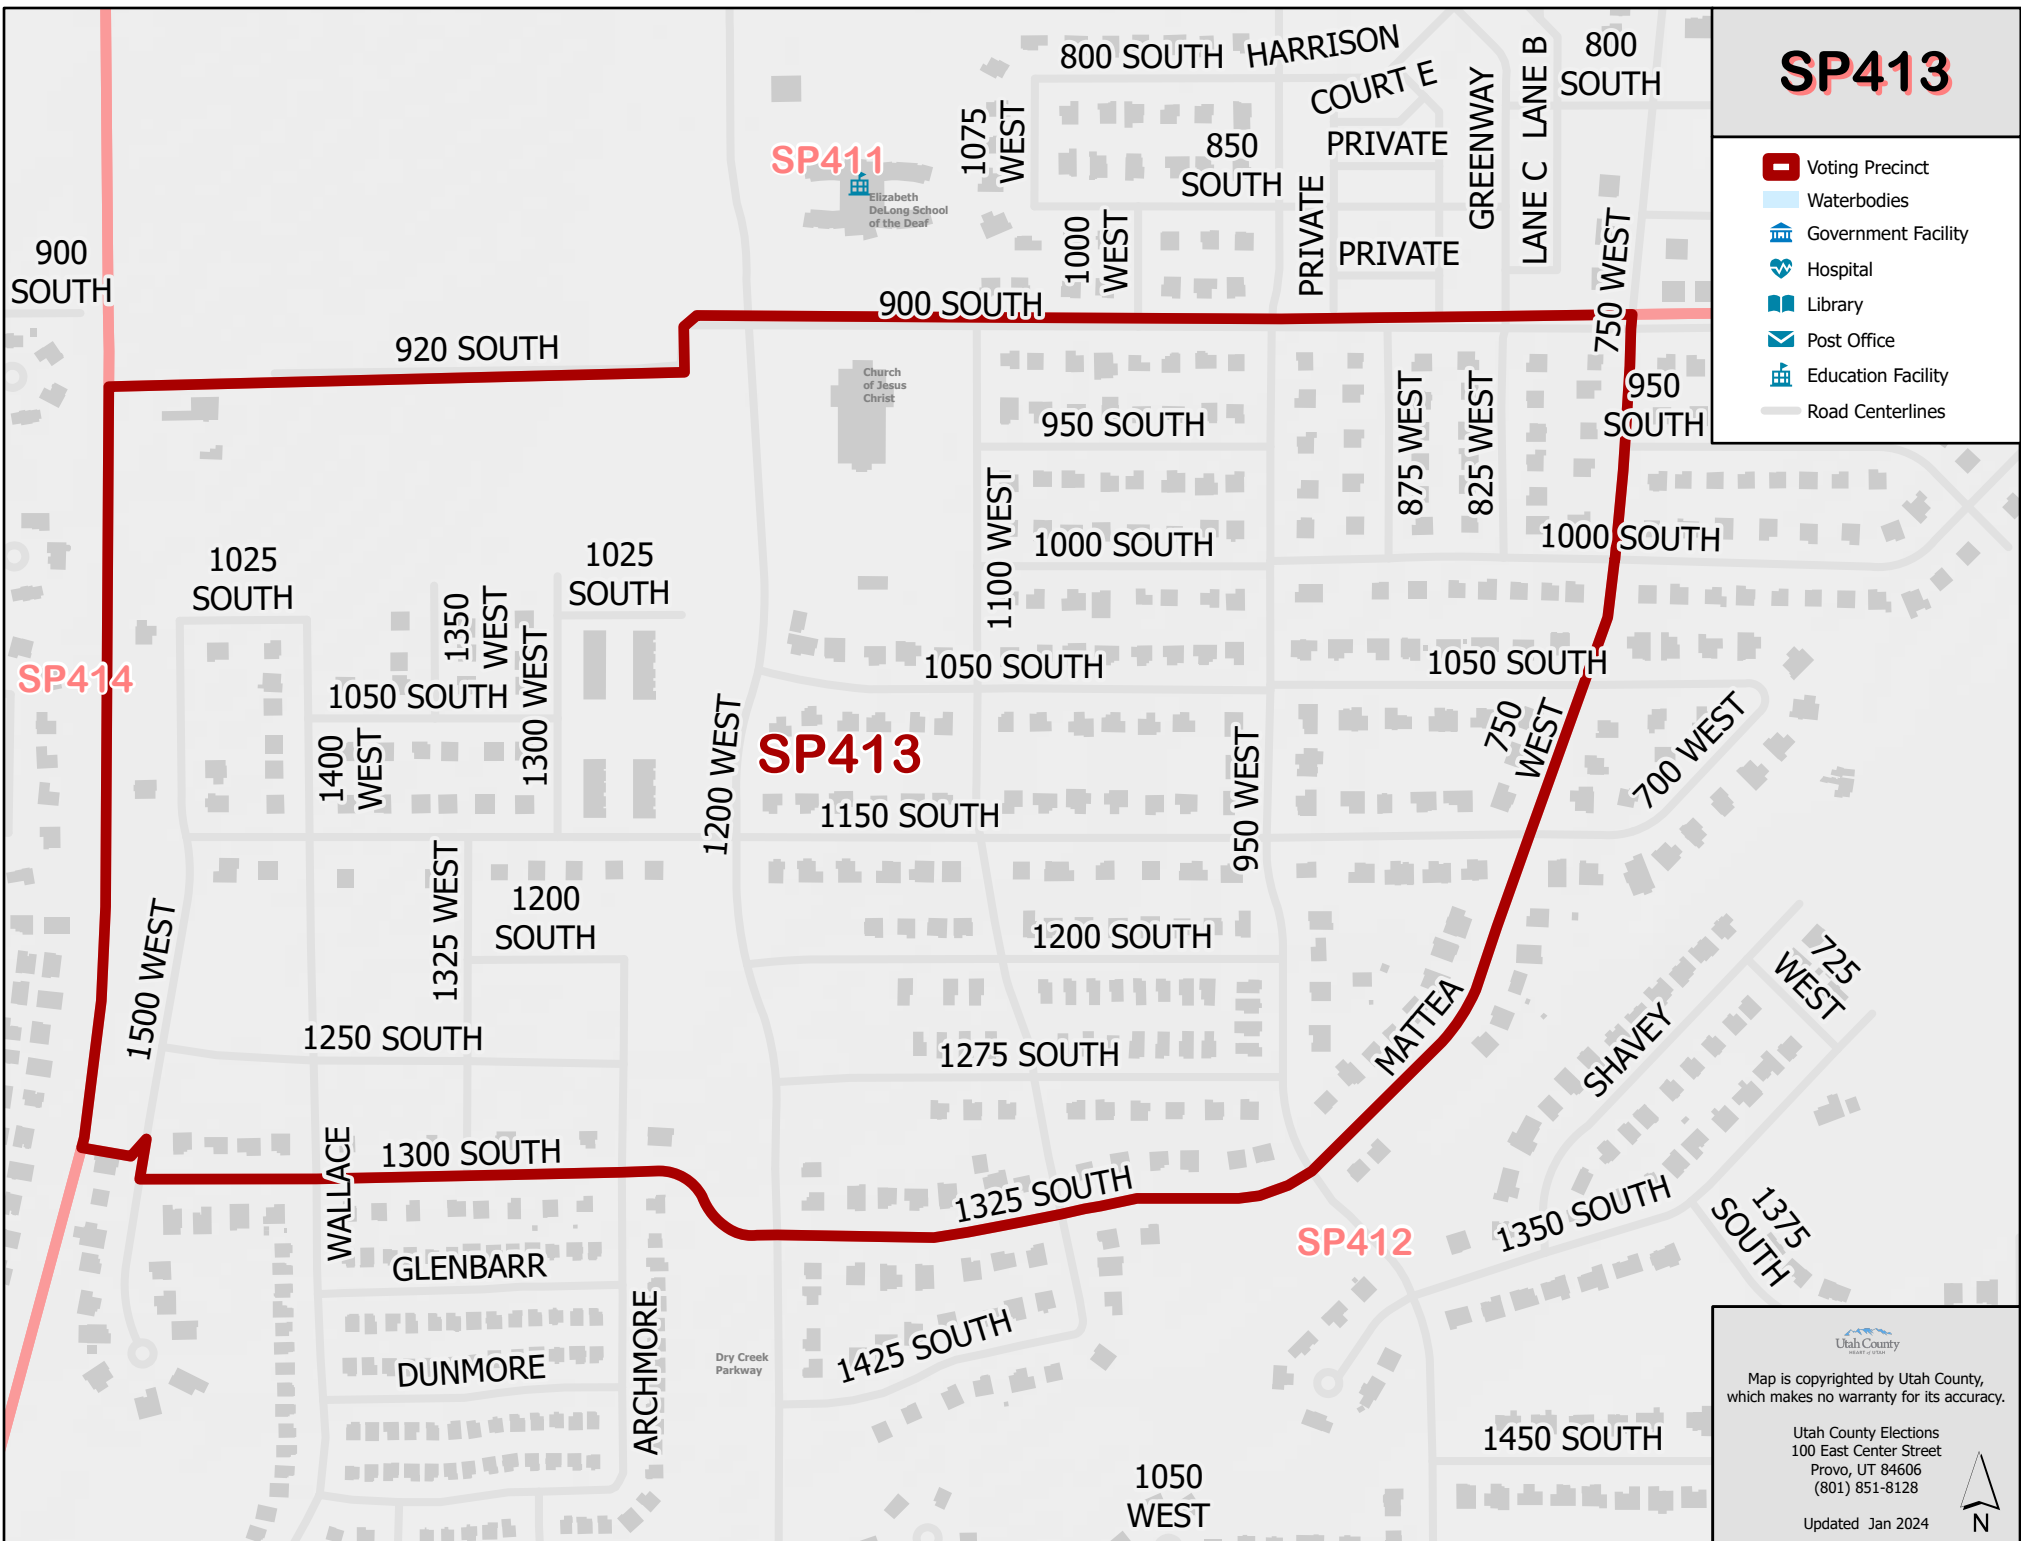 SP413
Voting Precinct
Waterbodies
Government Facility
Hospital
Library
Post Office
Education Facility
Road Centerlines
800 SOUTH
HARRISON
COURT E
LANE B
800
SOUTH
1075
WEST
850
SOUTH
PRIVATE
GREENWAY
LANE C
SP411
Elizabeth
DeLong School
of the Deaf
1000
WEST
PRIVATE
PRIVATE
750 WEST
900
SOUTH
900 SOUTH
920 SOUTH
Church
of Jesus
Christ
950 SOUTH
875 WEST
825 WEST
950
SOUTH
1100 WEST
1000 SOUTH
1000 SOUTH
1025
SOUTH
1025
SOUTH
1350
WEST
1300 WEST
SP414
1050 SOUTH
1050 SOUTH
1050 SOUTH
1400
WEST
1200 WEST
SP413
750
WEST
700 WEST
950 WEST
1150 SOUTH
1325 WEST
1200
SOUTH
1200 SOUTH
1500 WEST
725
WEST
1250 SOUTH
1275 SOUTH
MATTEA
SHAVEY
WALLACE
1300 SOUTH
1325 SOUTH
SP412
1350 SOUTH
1375
SOUTH
GLENBARR
ARCHMORE
DUNMORE
Dry Creek
Parkway
1425 SOUTH
1450 SOUTH
1050
WEST
Utah County
HEART of UTAH
Map is copyrighted by Utah County,
which makes no warranty for its accuracy.
Utah County Elections
100 East Center Street
Provo, UT 84606
(801) 851-8128
Updated Jan 2024
N